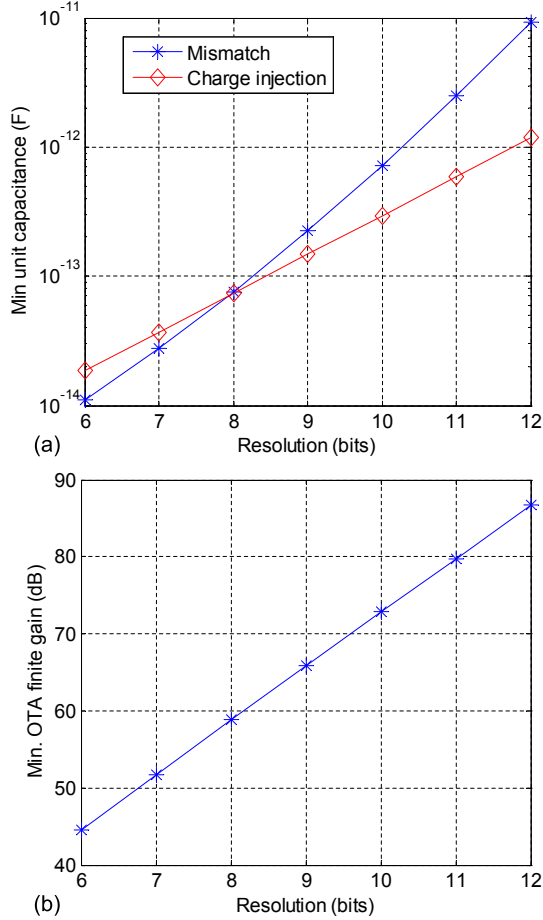 10^-11
Mismatch
Charge injection
10^-12
10^-13
10^-14
Min unit capacitance (F)
6 7 8 9 10 11 12
Resolution (bits)
(a)
90
80
70
60
50
40
Min. OTA finite gain (dB)
6 7 8 9 10 11 12
Resolution (bits)
(b)